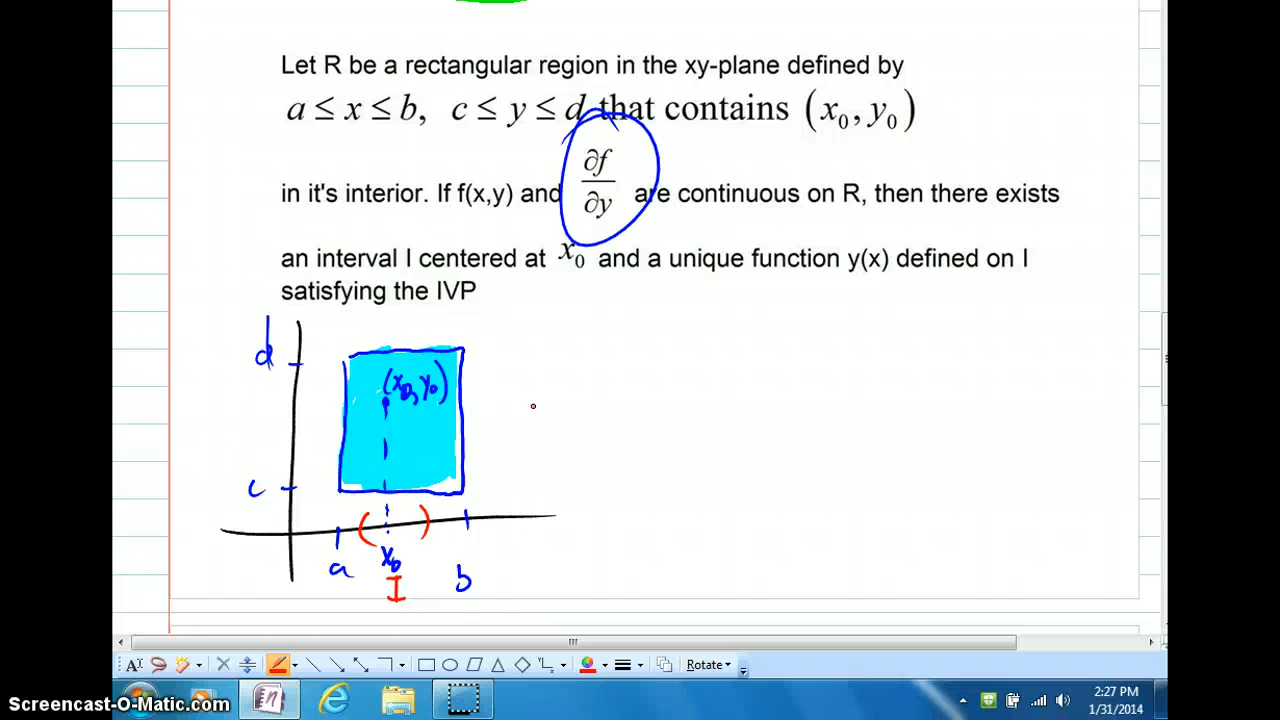 Let R be a rectangular region in the xy-plane defined by
a ≤ x ≤ b, c ≤ y ≤ d that contains (x₀, y₀)
in it's interior. If f(x,y) and ∂f/∂y are continuous on R, then there exists
an interval I centered at x₀ and a unique function y(x) defined on I
satisfying the IVP
d
(x₀, y₀)
c
a
x₀
b
I
Rotate
Screencast-O-Matic.com
2:27 PM
1/31/2014